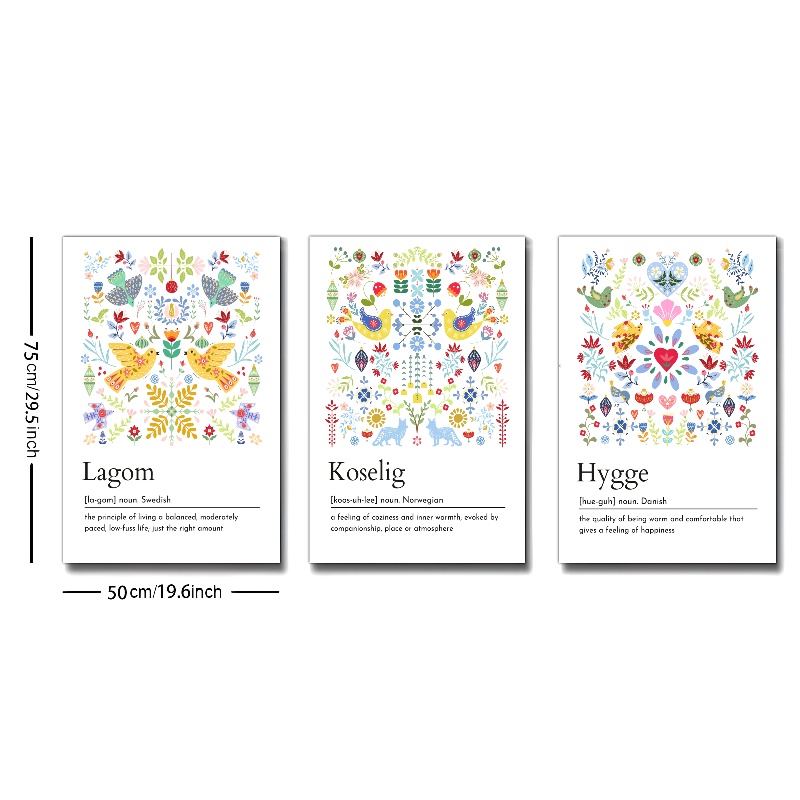 75cm/29.5inch
50cm/19.6inch
Lagom
[la-gom] noun. Swedish
the principle of living a balanced, moderately
paced, low-fuss life; just the right amount
Koselig
[koos-uh-lee] noun. Norwegian
a feeling of coziness and inner warmth, evoked by
companionship, place or atmosphere
Hygge
[hue-guh] noun. Danish
the quality of being warm and comfortable that
gives a feeling of happiness